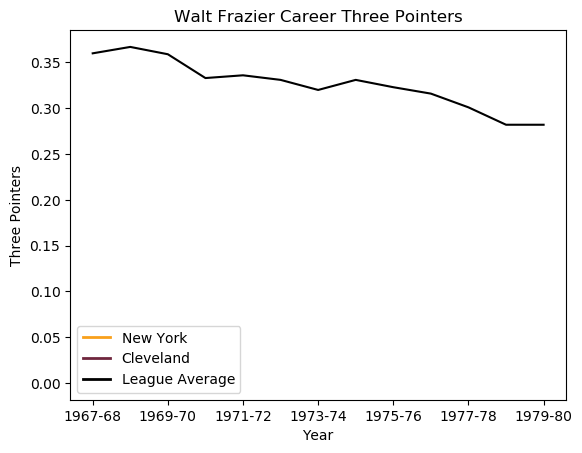 Walt Frazier Career Three Pointers
Three Pointers
0.35
0.30
0.25
0.20
0.15
0.10
0.05
0.00
New York
Cleveland
League Average
1967-68 1969-70 1971-72 1973-74 1975-76 1977-78 1979-80
Year